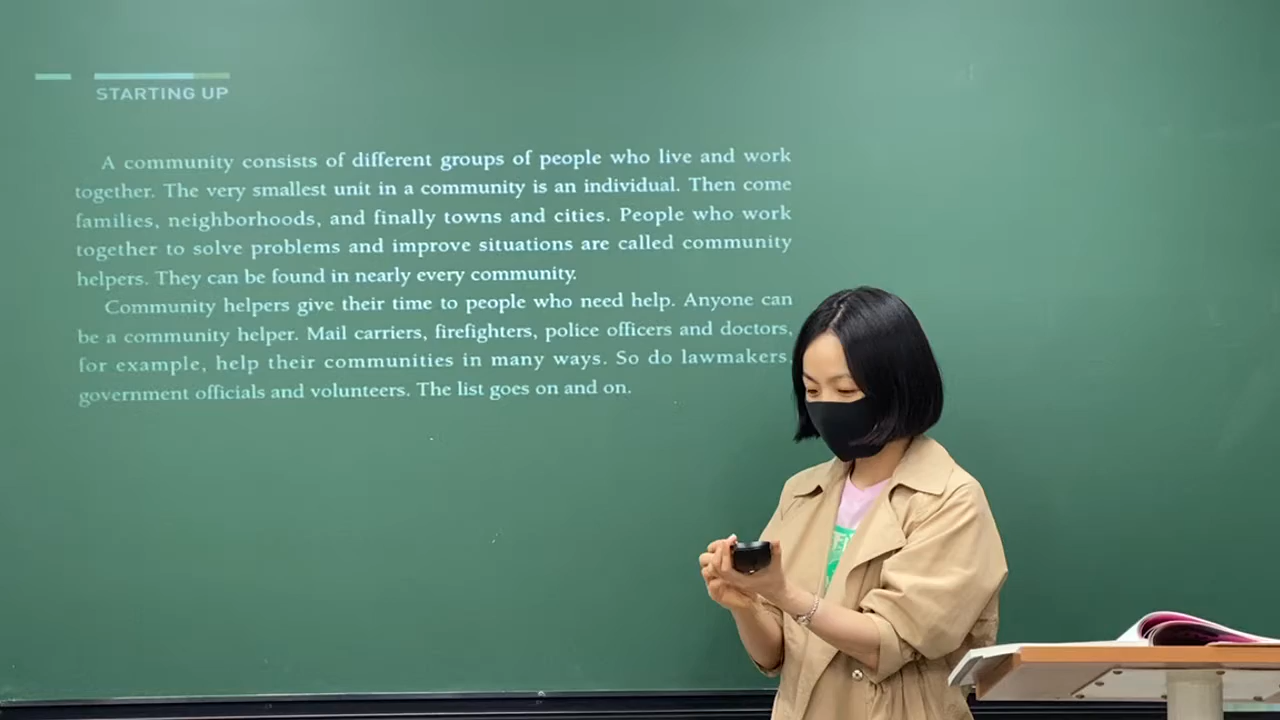 STARTING UP
A community consists of different groups of people who live and work
together. The very smallest unit in a community is an individual. Then come
families, neighborhoods, and finally towns and cities. People who work
together to solve problems and improve situations are called community
helpers. They can be found in nearly every community.
Community helpers give their time to people who need help. Anyone can
be a community helper. Mail carriers, firefighters, police officers and doctors,
for example, help their communities in many ways. So do lawmakers,
government officials and volunteers. The list goes on and on.